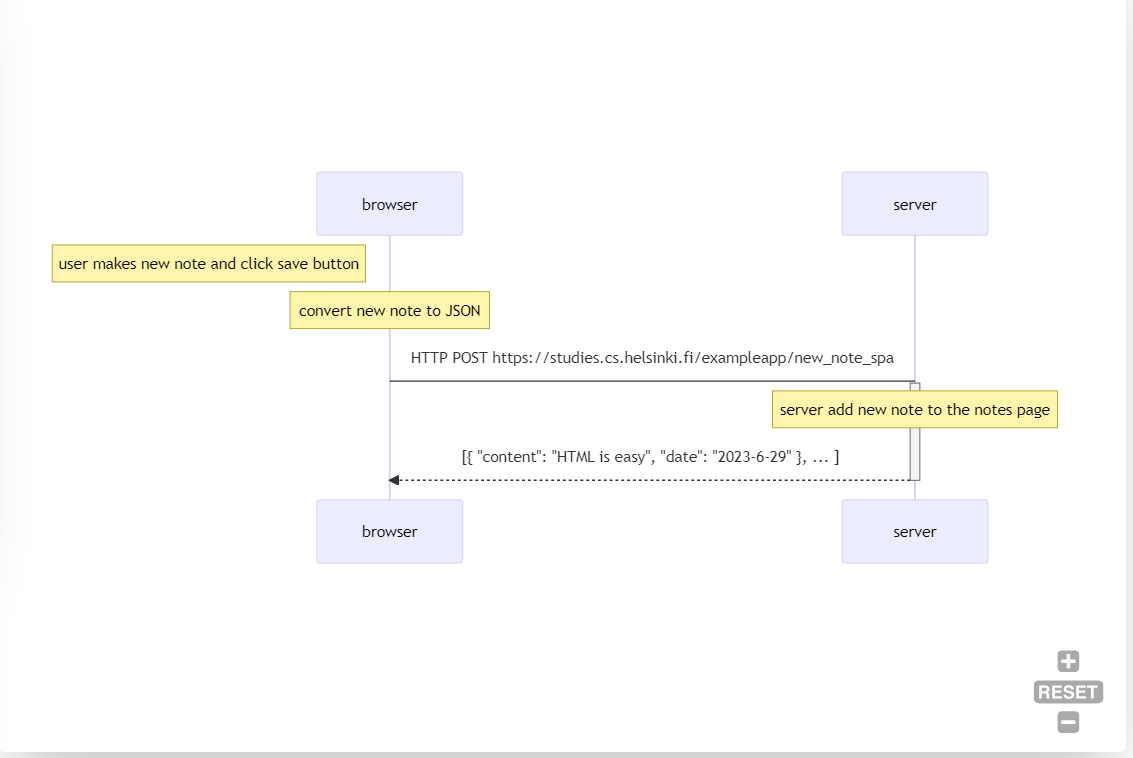 browser
server
user makes new note and click save button
convert new note to JSON
HTTP POST https://studies.cs.helsinki.fi/exampleapp/new_note_spa
server add new note to the notes page
[{ "content": "HTML is easy", "date": "2023-6-29" }, ... ]
browser
server
RESET